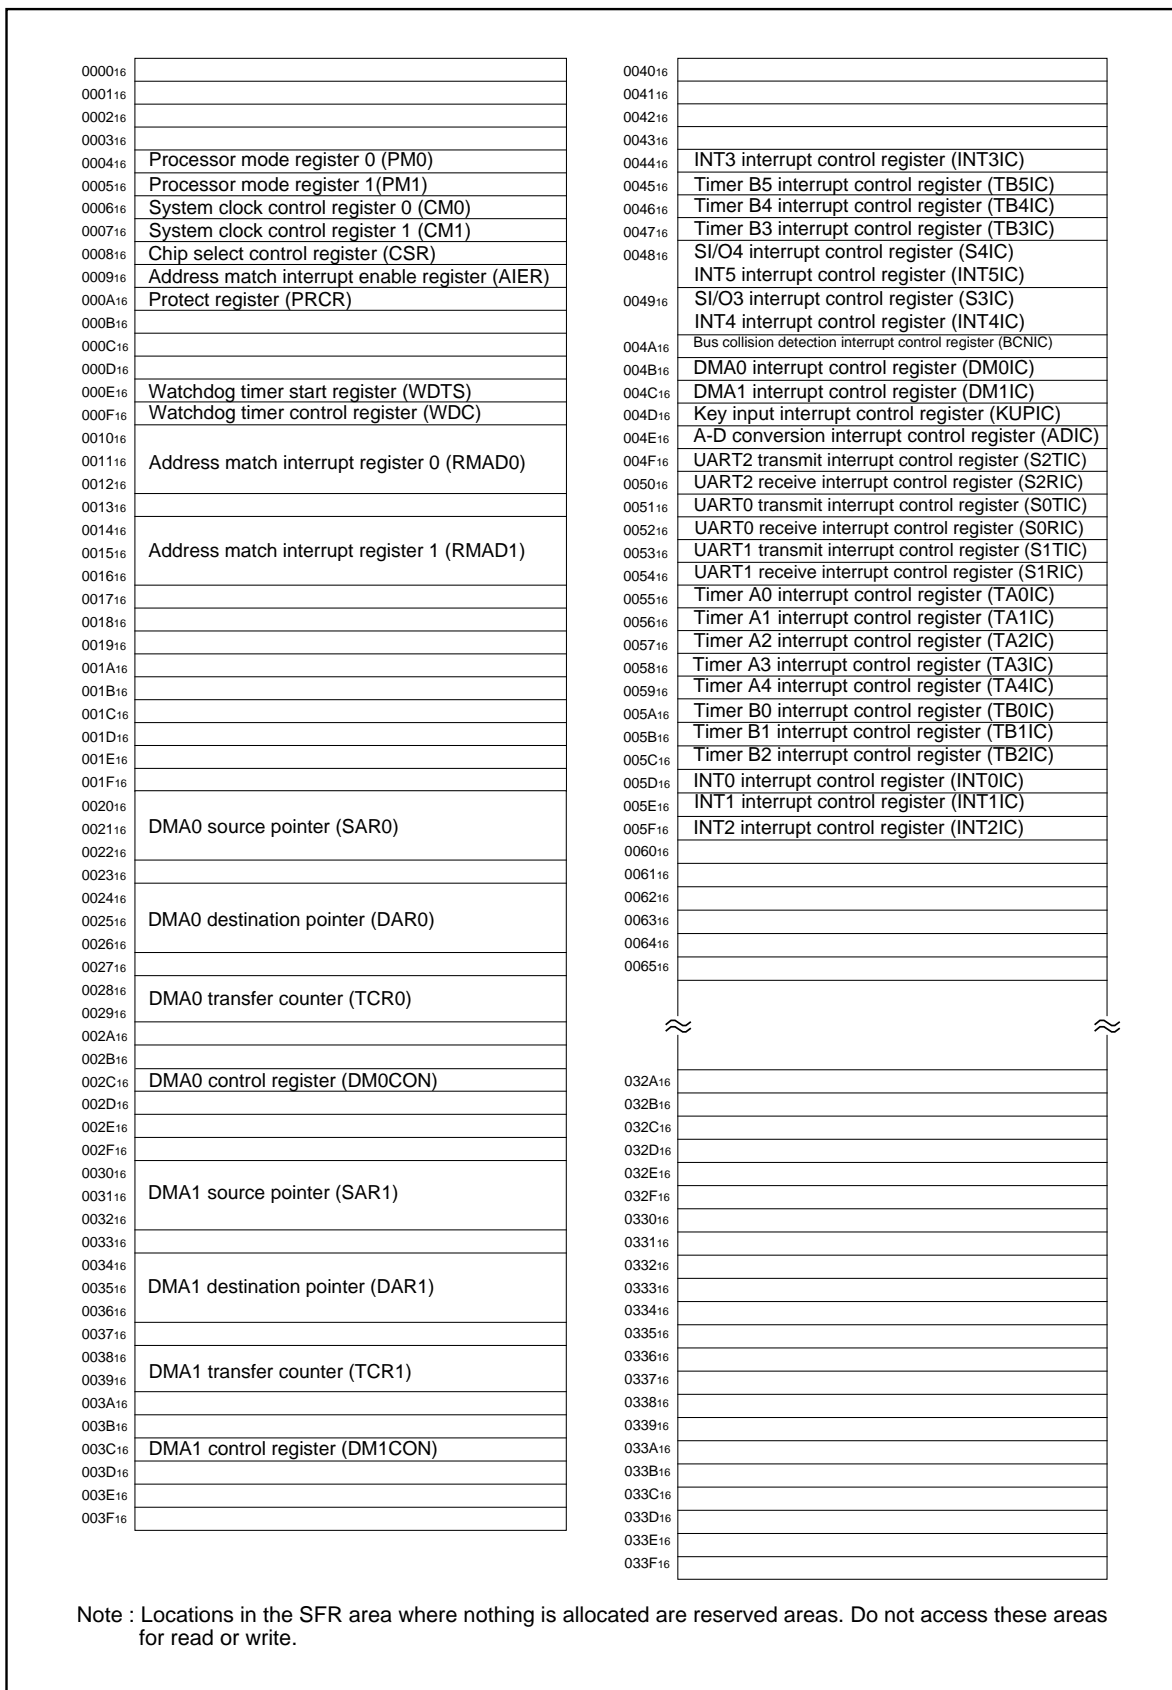 000016
000116
000216
000316
000416 Processor mode register 0 (PM0)
000516 Processor mode register 1(PM1)
000616 System clock control register 0 (CM0)
000716 System clock control register 1 (CM1)
000816 Chip select control register (CSR)
000916 Address match interrupt enable register (AIER)
000A16 Protect register (PRCR)
000B16
000C16
000D16
000E16 Watchdog timer start register (WDTS)
000F16 Watchdog timer control register (WDC)
001016
001116 Address match interrupt register 0 (RMAD0)
001216
001316
001416
001516 Address match interrupt register 1 (RMAD1)
001616
001716
001816
001916
001A16
001B16
001C16
001D16
001E16
001F16
002016
002116 DMA0 source pointer (SAR0)
002216
002316
002416
002516 DMA0 destination pointer (DAR0)
002616
002716
002816
DMA0 transfer counter (TCR0)
002916
002A16
002B16
002C16 DMA0 control register (DM0CON)
002D16
002E16
002F16
003016
003116 DMA1 source pointer (SAR1)
003216
003316
003416
003516 DMA1 destination pointer (DAR1)
003616
003716
003816
DMA1 transfer counter (TCR1)
003916
003A16
003B16
003C16 DMA1 control register (DM1CON)
003D16
003E16
003F16
004016
004116
004216
004316
004416 INT3 interrupt control register (INT3IC)
004516 Timer B5 interrupt control register (TB5IC)
004616 Timer B4 interrupt control register (TB4IC)
004716 Timer B3 interrupt control register (TB3IC)
004816 SI/O4 interrupt control register (S4IC)
INT5 interrupt control register (INT5IC)
004916 SI/O3 interrupt control register (S3IC)
INT4 interrupt control register (INT4IC)
004A16 Bus collision detection interrupt control register (BCNIC)
004B16 DMA0 interrupt control register (DM0IC)
004C16 DMA1 interrupt control register (DM1IC)
004D16 Key input interrupt control register (KUPIC)
004E16 A-D conversion interrupt control register (ADIC)
004F16 UART2 transmit interrupt control register (S2TIC)
005016 UART2 receive interrupt control register (S2RIC)
005116 UART0 transmit interrupt control register (S0TIC)
005216 UART0 receive interrupt control register (S0RIC)
005316 UART1 transmit interrupt control register (S1TIC)
005416 UART1 receive interrupt control register (S1RIC)
005516 Timer A0 interrupt control register (TA0IC)
005616 Timer A1 interrupt control register (TA1IC)
005716 Timer A2 interrupt control register (TA2IC)
005816 Timer A3 interrupt control register (TA3IC)
005916 Timer A4 interrupt control register (TA4IC)
005A16 Timer B0 interrupt control register (TB0IC)
005B16 Timer B1 interrupt control register (TB1IC)
005C16 Timer B2 interrupt control register (TB2IC)
005D16 INT0 interrupt control register (INT0IC)
005E16 INT1 interrupt control register (INT1IC)
005F16 INT2 interrupt control register (INT2IC)
006016
006116
006216
006316
006416
006516
032A16
032B16
032C16
032D16
032E16
032F16
033016
033116
033216
033316
033416
033516
033616
033716
033816
033916
033A16
033B16
033C16
033D16
033E16
033F16
Note : Locations in the SFR area where nothing is allocated are reserved areas. Do not access these areas
for read or write.